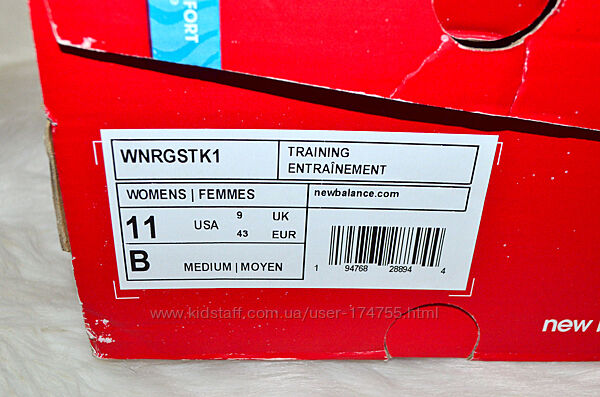 FORT
WNRGSTK1
TRAINING
ENTRAÎNEMENT
WOMENS | FEMMES
newbalance.com
11 USA 9 UK
43 EUR
B MEDIUM | MOYEN
1 94768 28894 4
www.kidstaff.com.ua/user-174755.html
new